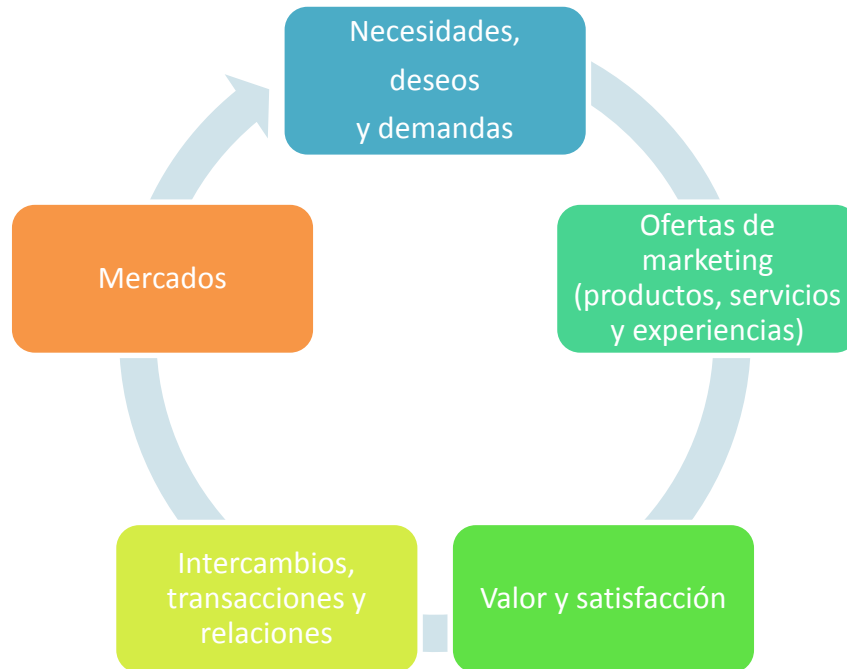 Necesidades,
deseos
y demandas
Ofertas de
marketing
(productos, servicios
y experiencias)
Valor y satisfacción
Intercambios,
transacciones y
relaciones
Mercados